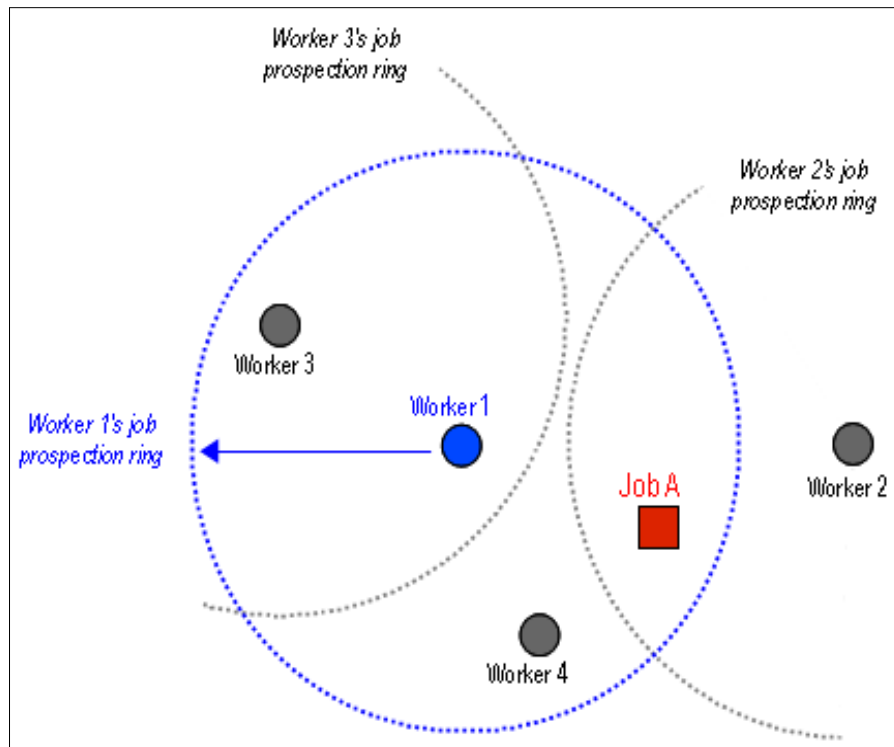 Worker 3's job
prospection ring
Worker 2's job
prospection ring
Worker 3
Worker 1
Worker 1's job
prospection ring
Job A
Worker 2
Worker 4